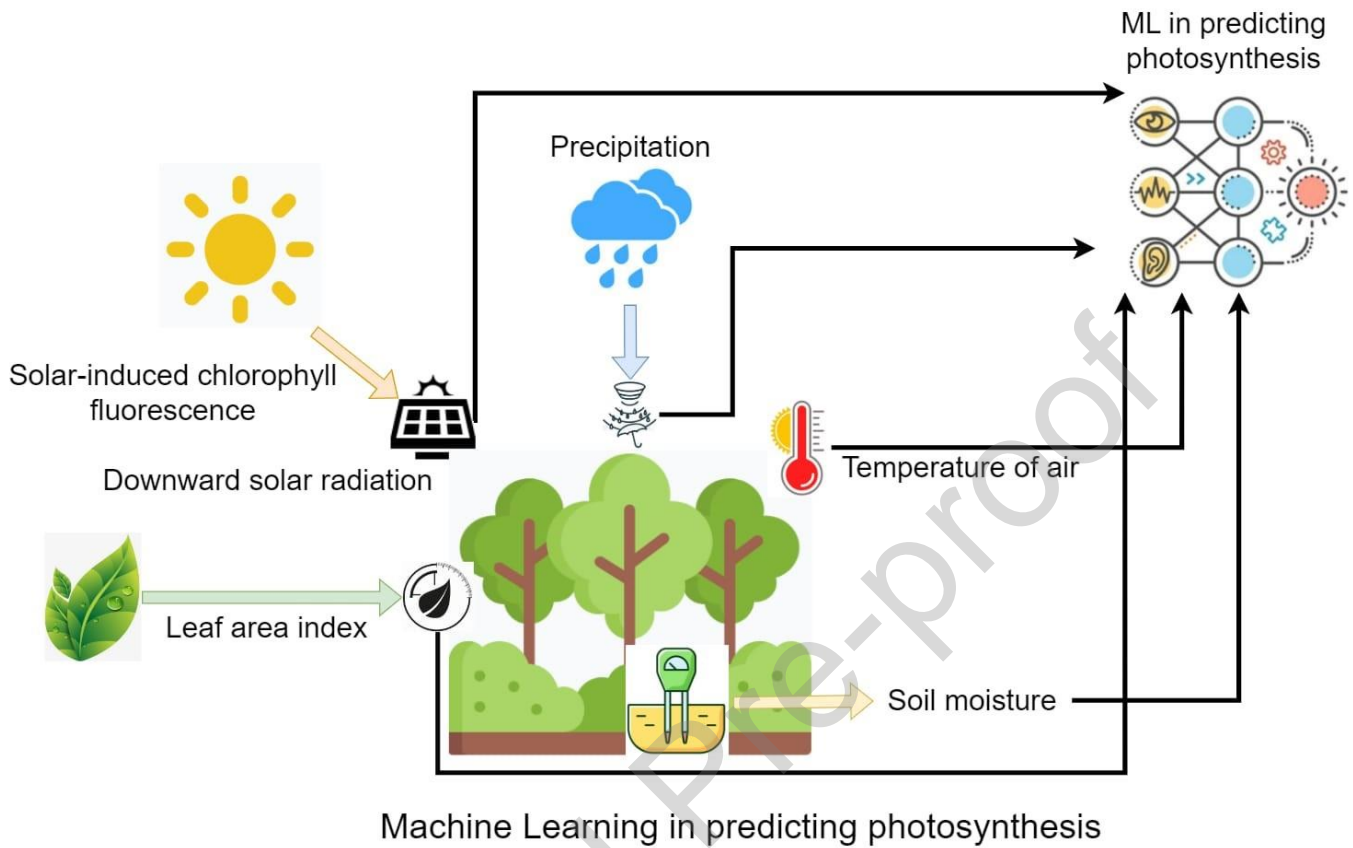 ML in predicting
photosynthesis
Precipitation
Solar-induced chlorophyll
fluorescence
Downward solar radiation
Temperature of air
Leaf area index
Soil moisture
Machine Learning in predicting photosynthesis
Pre-proof